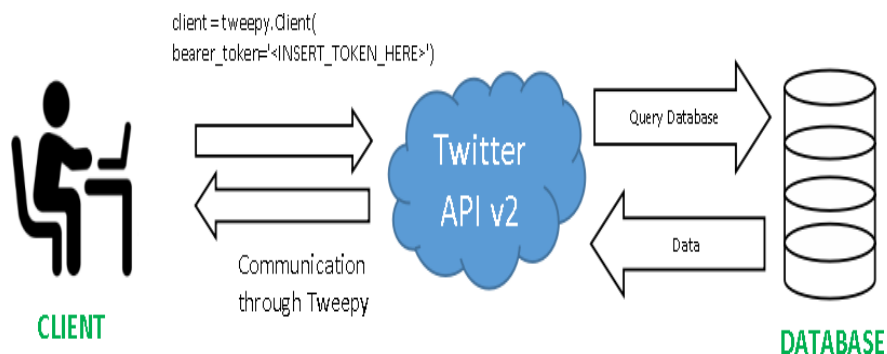 client = tweepy.Client(
bearer_token='<INSERT_TOKEN_HERE>')
Twitter
API v2
Query Database
Data
Communication
through Tweepy
CLIENT
DATABASE